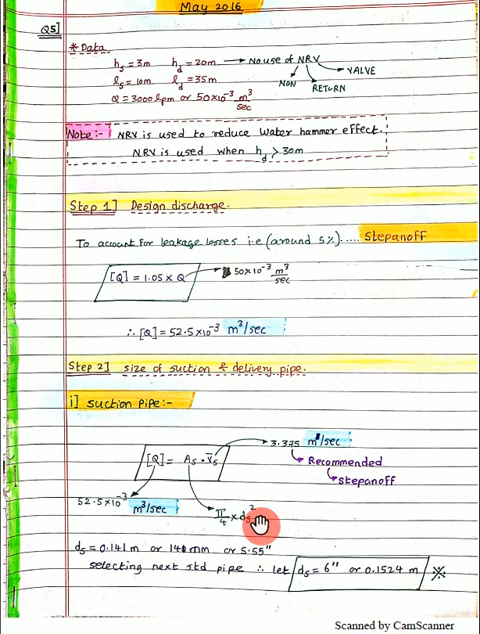 May 2016
Q5]
* Data
hs = 3m hd = 20m → No use of NRV
ls = 10m ld = 35m NON RETURN VALVE
Q = 3000 lpm or 50×10⁻³ m³/sec
Note:- NRV is used to reduce water hammer effect.
NRV is used when hd > 30m
Step 1] Design discharge.
To account for leakage losses i.e (around 5%)..... Stepanoff
[Q] = 1.05 × Q → 50×10⁻³ m³/sec
∴ [Q] = 52.5×10⁻³ m³/sec
Step 2] size of suction & delivery pipe.
i] suction pipe:-
3.375 m/sec
[Q] = As • Vs
Recommended
stepanoff
52.5×10⁻³ m³/sec
π/4 × ds²
ds = 0.141m or 141mm or 5.55"
selecting next std pipe ∴ let ds = 6" or 0.1524 m
Scanned by CamScanner